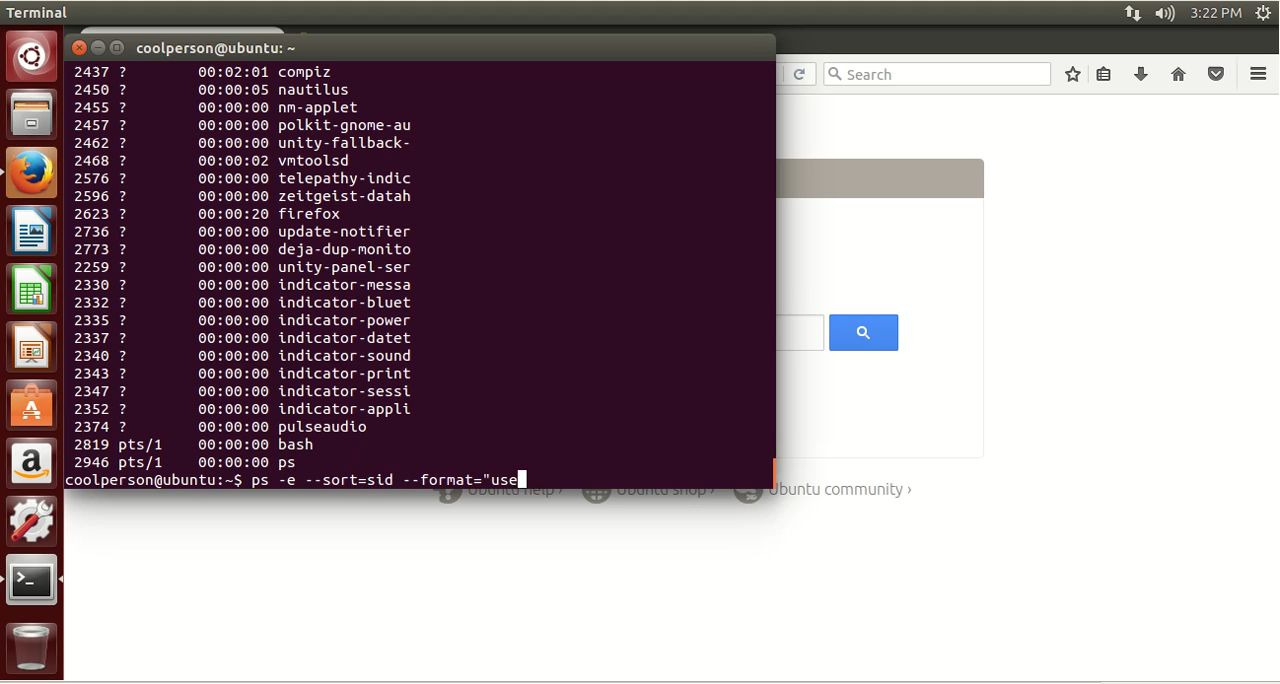 Terminal
3:22 PM
coolperson@ubuntu: ~
Search
2437 ? 00:02:01 compiz
2450 ? 00:00:05 nautilus
2455 ? 00:00:00 nm-applet
2457 ? 00:00:00 polkit-gnome-au
2462 ? 00:00:00 unity-fallback-
2468 ? 00:00:02 vmtoolsd
2576 ? 00:00:00 telepathy-indic
2596 ? 00:00:00 zeitgeist-datah
2623 ? 00:00:20 firefox
2736 ? 00:00:00 update-notifier
2773 ? 00:00:00 deja-dup-monito
2259 ? 00:00:00 unity-panel-ser
2330 ? 00:00:00 indicator-messa
2332 ? 00:00:00 indicator-bluet
2335 ? 00:00:00 indicator-power
2337 ? 00:00:00 indicator-datet
2340 ? 00:00:00 indicator-sound
2343 ? 00:00:00 indicator-print
2347 ? 00:00:00 indicator-sessi
2352 ? 00:00:00 indicator-appli
2374 ? 00:00:00 pulseaudio
2819 pts/1 00:00:00 bash
2946 pts/1 00:00:00 ps
coolperson@ubuntu:~$ ps -e --sort=sid --format="use
Ubuntu help › Ubuntu shop › Ubuntu community ›